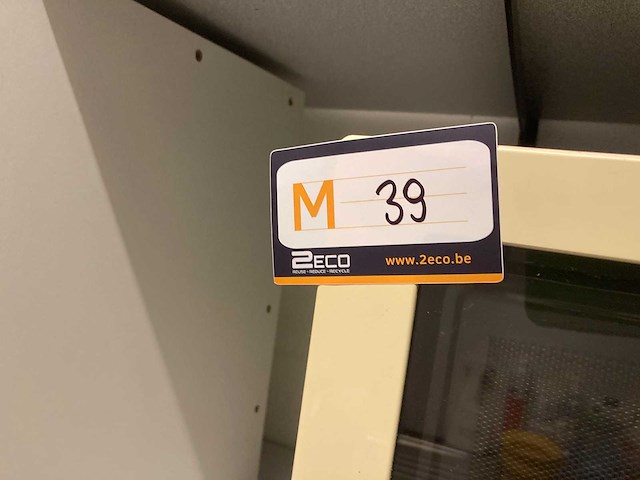 M 39
2ECO
REUSE - REDUCE - RECYCLE
www.2eco.be